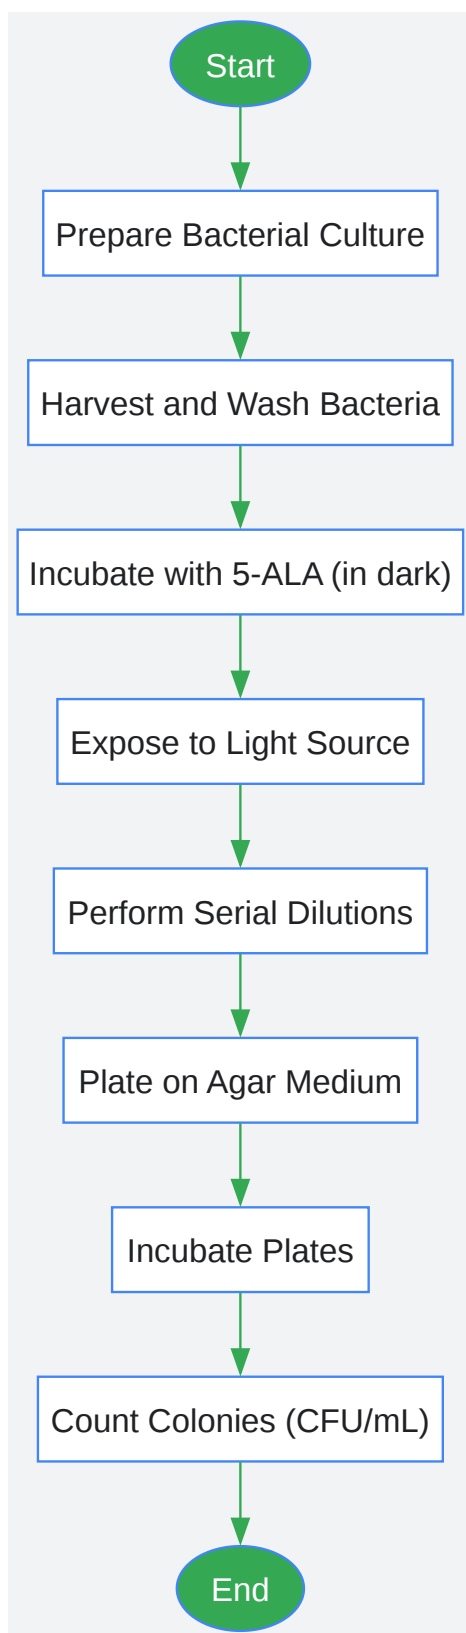 Start
Prepare Bacterial Culture
Harvest and Wash Bacteria
Incubate with 5-ALA (in dark)
Expose to Light Source
Perform Serial Dilutions
Plate on Agar Medium
Incubate Plates
Count Colonies (CFU/mL)
End